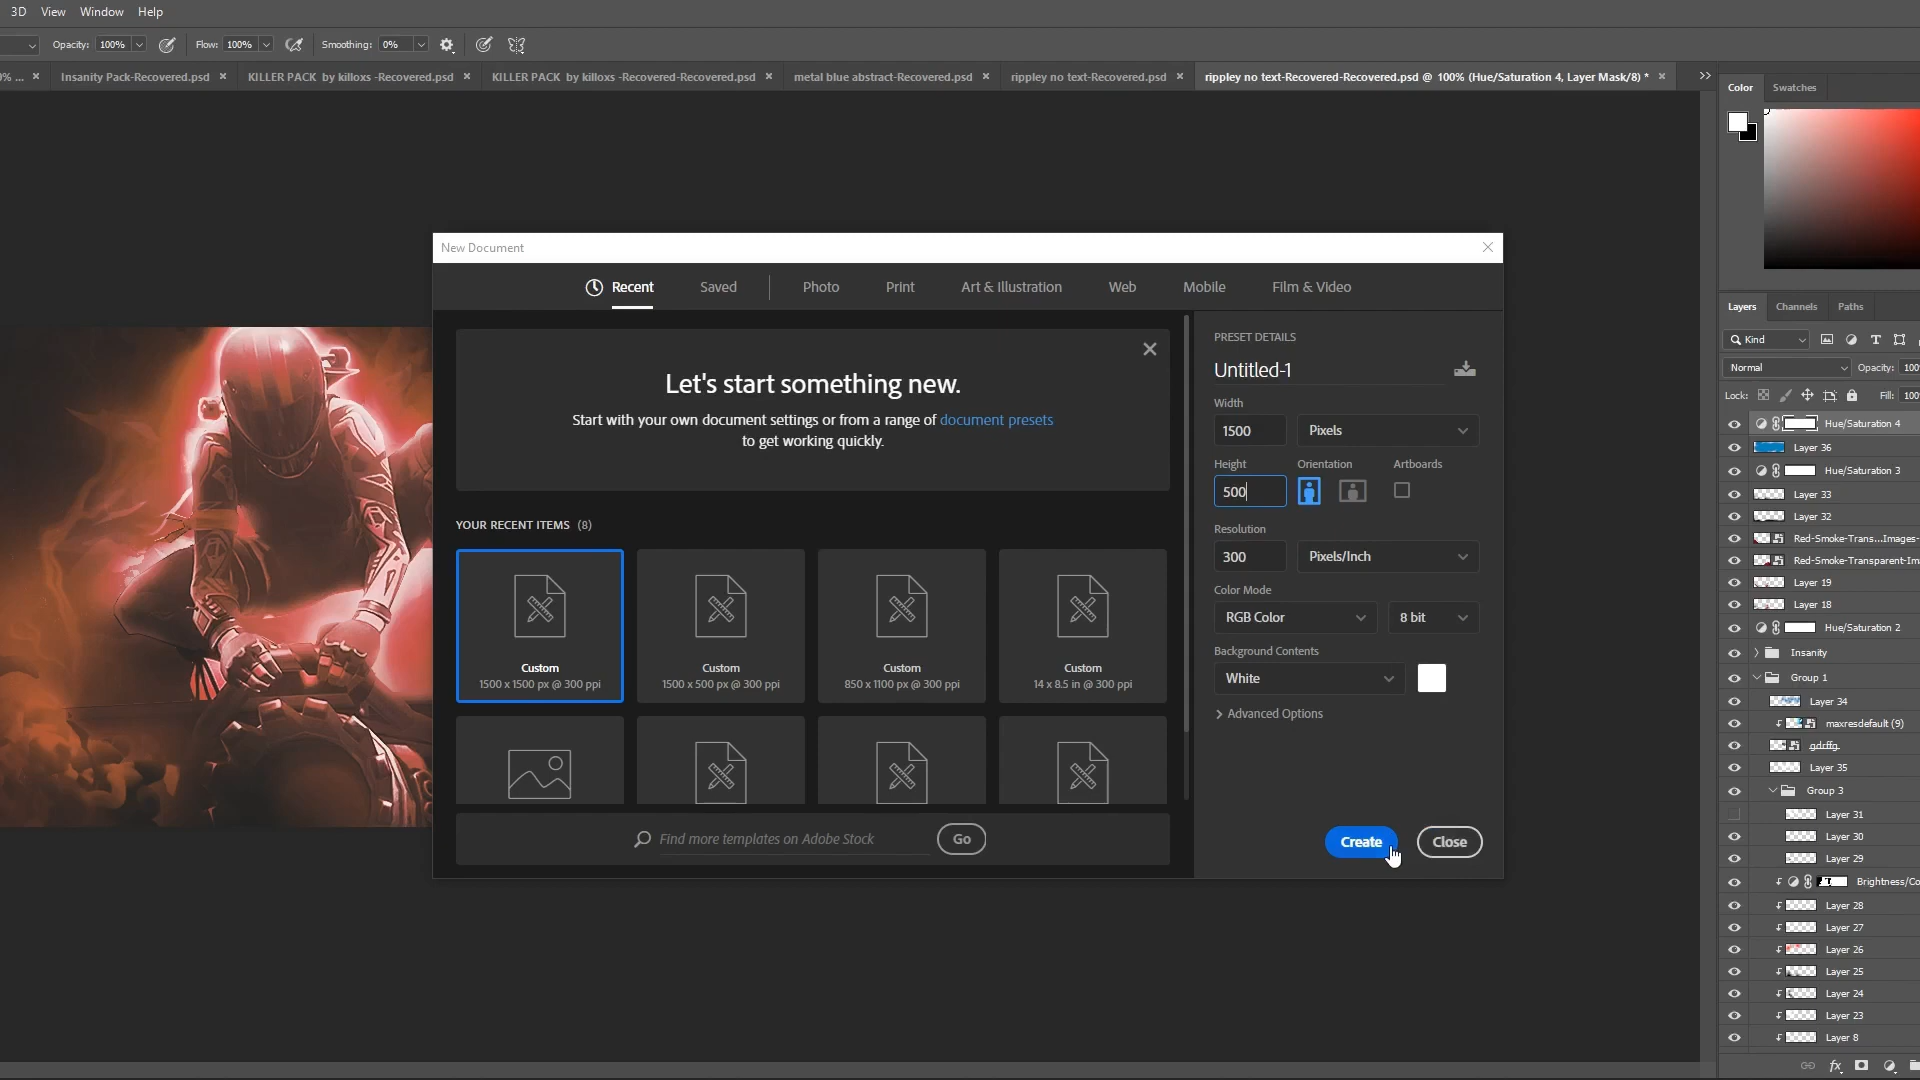 3D View Window Help
Opacity: 100% Flow: 100% Smoothing: 0%
0% ... × Insanity Pack-Recovered.psd × KILLER PACK by killoxs -Recovered.psd × KILLER PACK by killoxs -Recovered-Recovered.psd × metal blue abstract-Recovered.psd × rippley no text-Recovered.psd × rippley no text-Recovered-Recovered.psd @ 100% (Hue/Saturation 4, Layer Mask/8) * ×
Color Swatches
New Document
Recent Saved Photo Print Art & Illustration Web Mobile Film & Video
Let's start something new.
Start with your own document settings or from a range of document presets
to get working quickly.
YOUR RECENT ITEMS (8)
Custom
1500 x 1500 px @ 300 ppi
Custom
1500 x 500 px @ 300 ppi
Custom
850 x 1100 px @ 300 ppi
Custom
14 x 8.5 in @ 300 ppi
Find more templates on Adobe Stock Go
PRESET DETAILS
Untitled-1
Width
1500 Pixels
Height Orientation Artboards
500
Resolution
300 Pixels/Inch
Color Mode
RGB Color 8 bit
Background Contents
White
Advanced Options
Create Close
Layers Channels Paths
Kind
Normal Opacity: 100
Lock: Fill: 100
Hue/Saturation 4
Layer 36
Hue/Saturation 3
Layer 33
Layer 32
Red-Smoke-Trans...Images-
Red-Smoke-Transparent-Im
Layer 19
Layer 18
Hue/Saturation 2
Insanity
Group 1
Layer 34
maxresdefault (9)
gdrffg
Layer 35
Group 3
Layer 31
Layer 30
Layer 29
Brightness/Co
Layer 28
Layer 27
Layer 26
Layer 25
Layer 24
Layer 23
Layer 8
fx